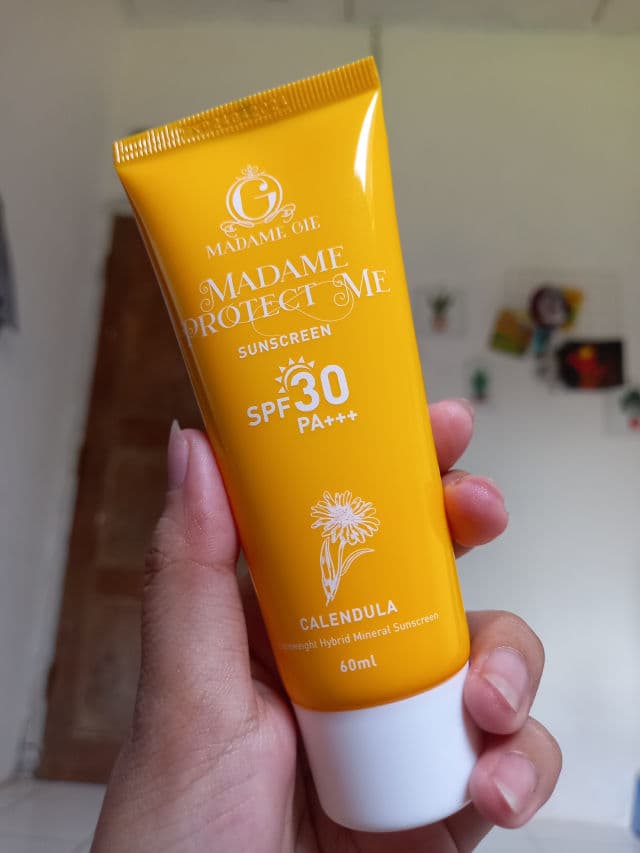 G
MADAME GIE
MADAME
PROTECT ME
SUNSCREEN
SPF 30
PA+++
CALENDULA
Hybrid Mineral Sunscreen
60ml